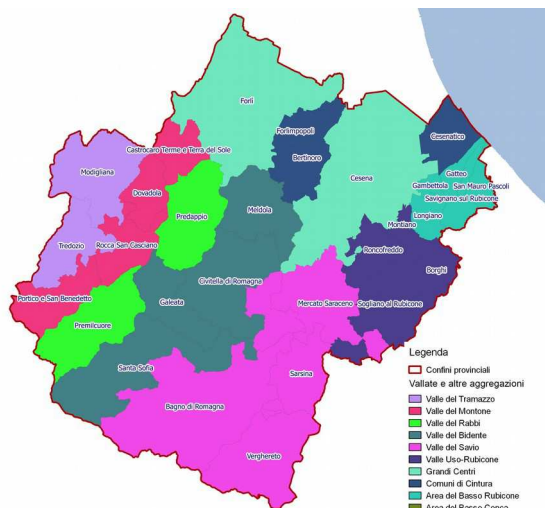 Forlì
Forlimpopoli
Cesenatico
Castrocaro Terme e Terra del Sole
Bertinoro
Modigliana
Gatteo
Cesena
Gambettola
San Mauro Pascoli
Dovadola
Savignano sul Rubicone
Meldola
Predappio
Longiano
Montiano
Tredozio
Rocca San Casciano
Roncofreddo
Borghi
Civitella di Romagna
Portico e San Benedetto
Galeata
Mercato Saraceno
Sogliano al Rubicone
Premilcuore
Santa Sofia
Sarsina
Bagno di Romagna
Verghereto
Legenda
Confini provinciali
Vallate e altre aggregazioni
Valle del Tramazzo
Valle del Montone
Valle del Rabbi
Valle del Bidente
Valle del Savio
Valle Uso-Rubicone
Grandi Centri
Comuni di Cintura
Area del Basso Rubicone